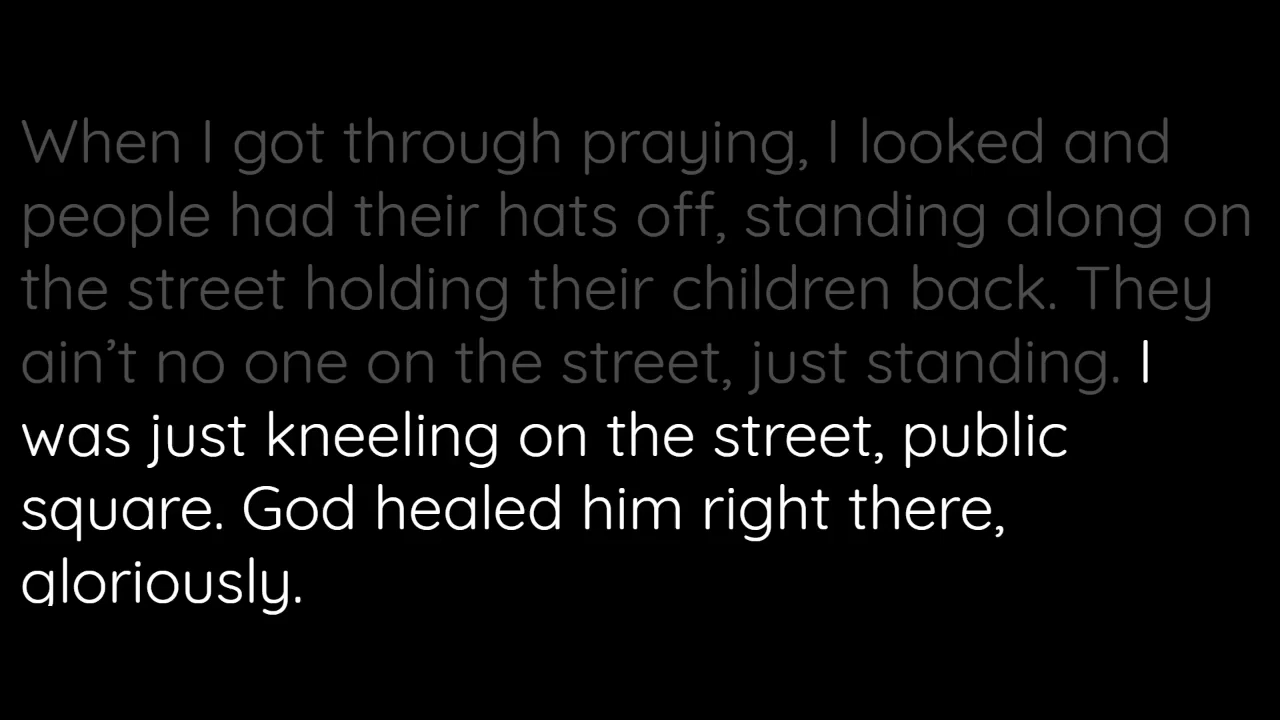 When I got through praying, I looked and
people had their hats off, standing along on
the street holding their children back. They
ain’t no one on the street, just standing. I
was just kneeling on the street, public
square. God healed him right there,
gloriously.